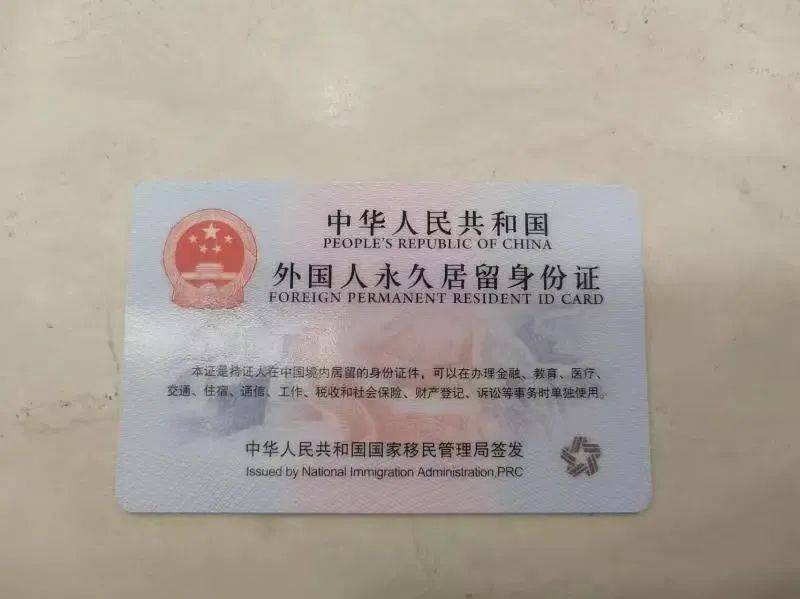 中华人民共和国
PEOPLE'S REPUBLIC OF CHINA
外国人永久居留身份证
FOREIGN PERMANENT RESIDENT ID CARD
本证是持证人在中国境内居留的身份证件，可以在办理金融、教育、医疗、
交通、住宿、通信、工作、税收和社会保险、财产登记、诉讼等事务时单独使用。
中华人民共和国国家移民管理局签发
Issued by National Immigration Administration,PRC